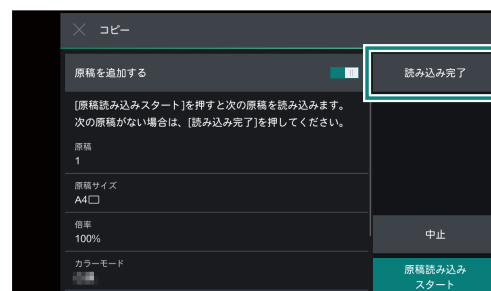 コピー
原稿を追加する
読み込み完了
[原稿読み込みスタート]を押すと次の原稿を読み込みます。
次の原稿がない場合は、[読み込み完了]を押してください。
原稿
1
原稿サイズ
A4
倍率
100%
カラーモード
中止
原稿読み込み
スタート